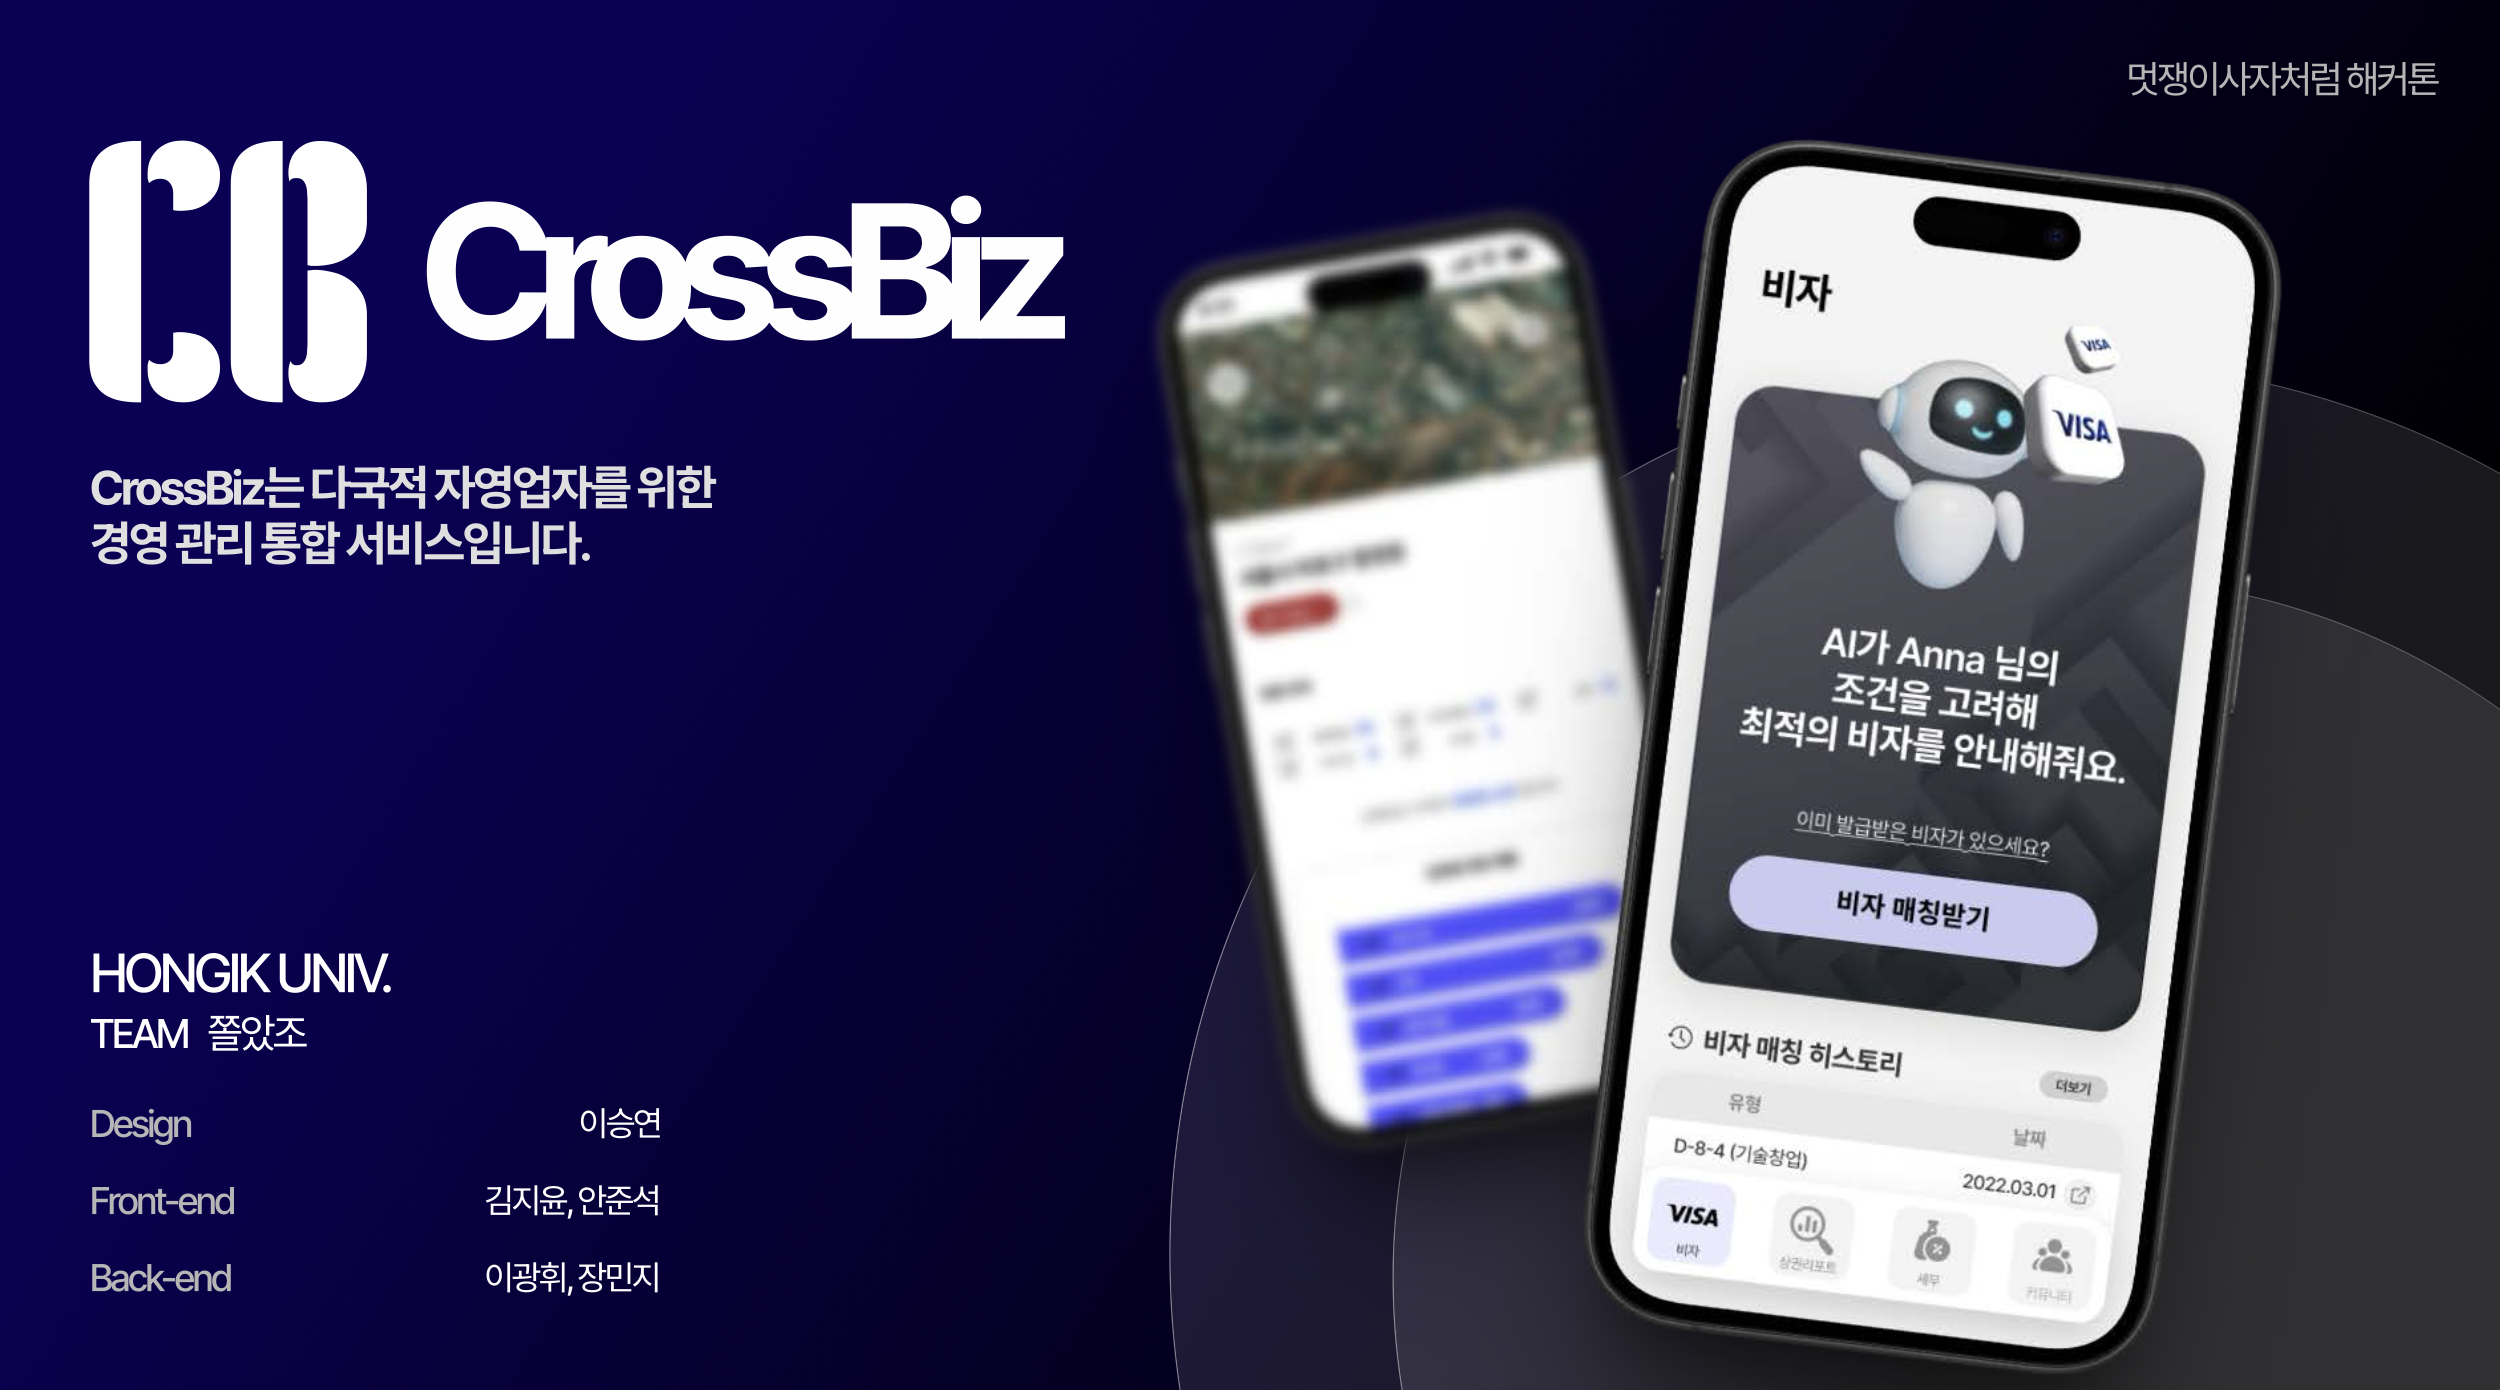 멋쟁이사자처럼 해커톤
CB CrossBiz
CrossBiz는 다국적 자영업자를 위한
경영 관리 통합 서비스입니다.
HONGIK UNIV.
TEAM 쫄았조
Design 이승연
Front-end 김지윤, 안준석
Back-end 이광휘, 장민지
비자
VISA
VISA
AI가 Anna 님의
조건을 고려해
최적의 비자를 안내해줘요.
이미 발급받은 비자가 있으세요?
비자 매칭받기
비자 매칭 히스토리
더보기
유형 날짜
D-8-4 (기술창업) 2022.03.01
VISA
비자 상권리포트 세무 커뮤니티